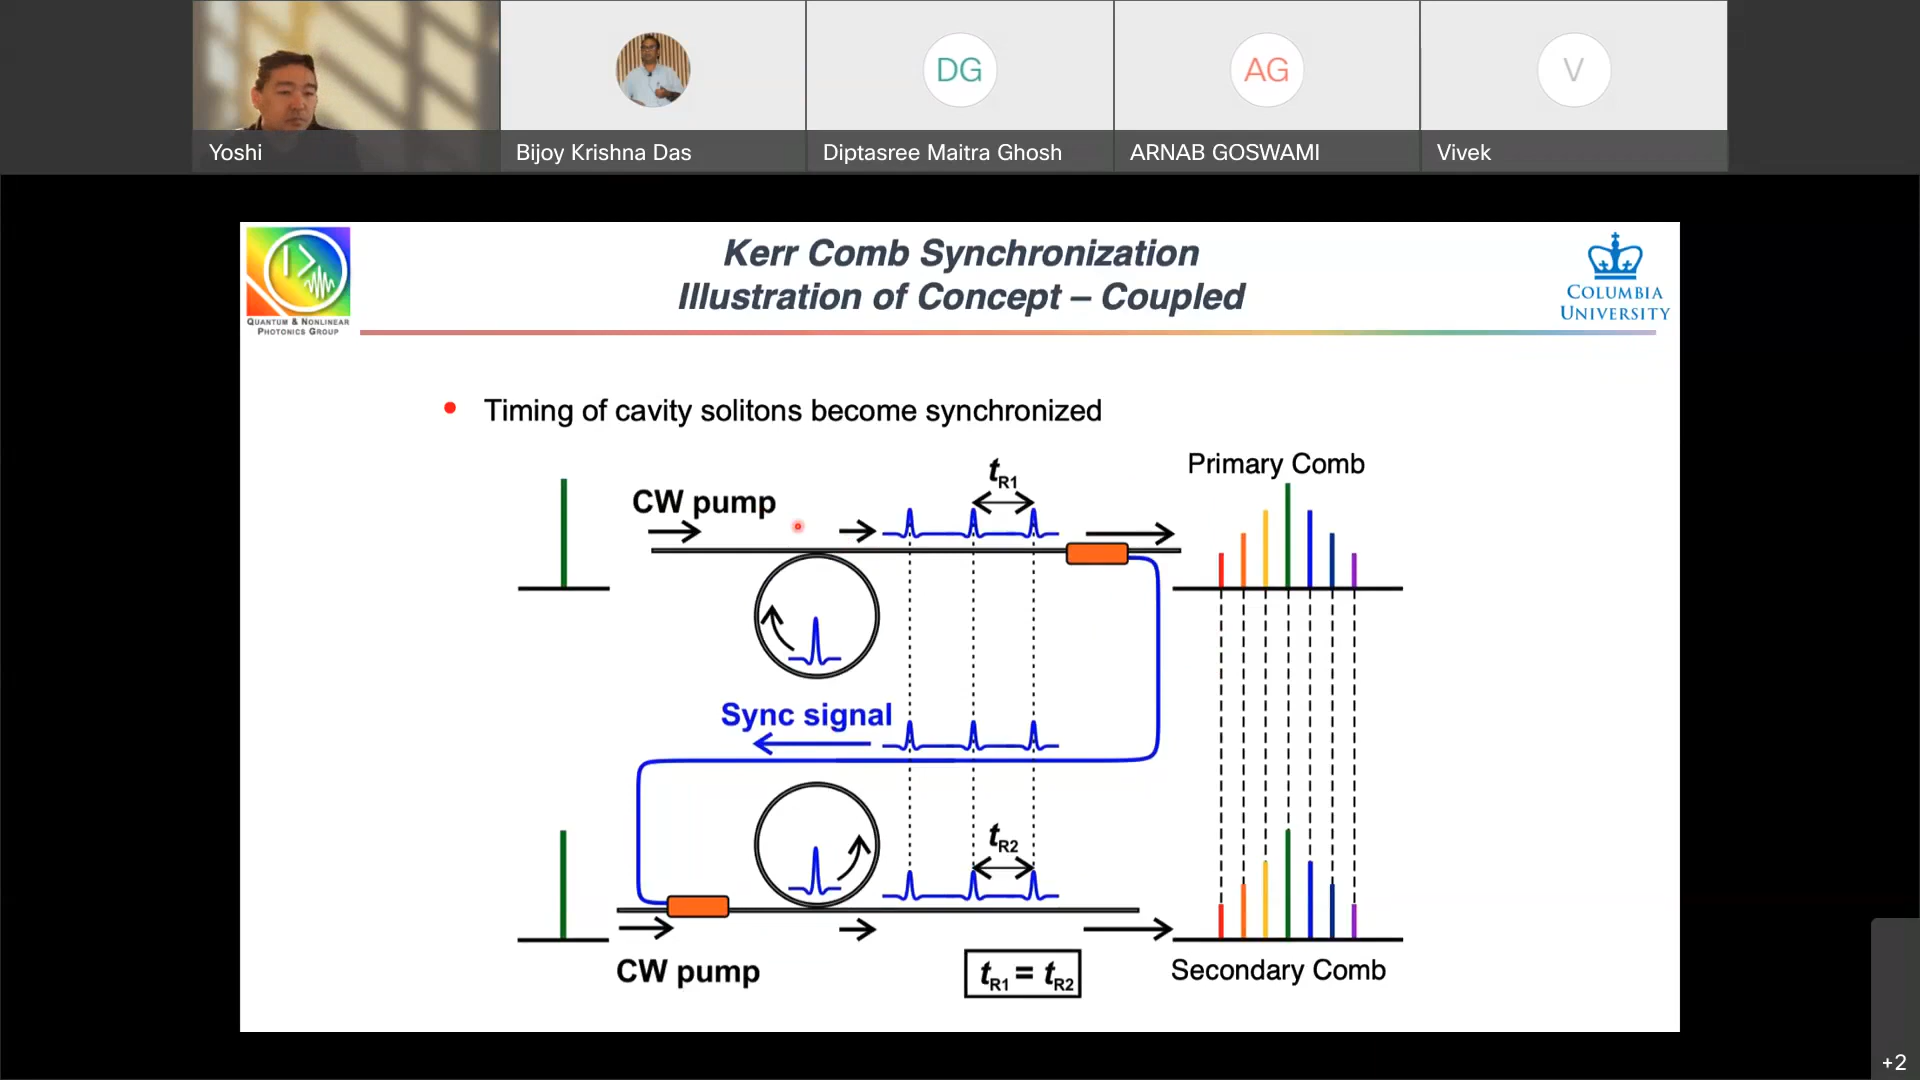 Yoshi
Bijoy Krishna Das
DG
Diptasree Maitra Ghosh
AG
ARNAB GOSWAMI
V
Vivek
QUANTUM & NONLINEAR
PHOTONICS GROUP
Kerr Comb Synchronization
Illustration of Concept – Coupled
COLUMBIA
UNIVERSITY
• Timing of cavity solitons become synchronized
CW pump
tR1
Primary Comb
Sync signal
tR2
CW pump
tR1 = tR2
Secondary Comb
+2